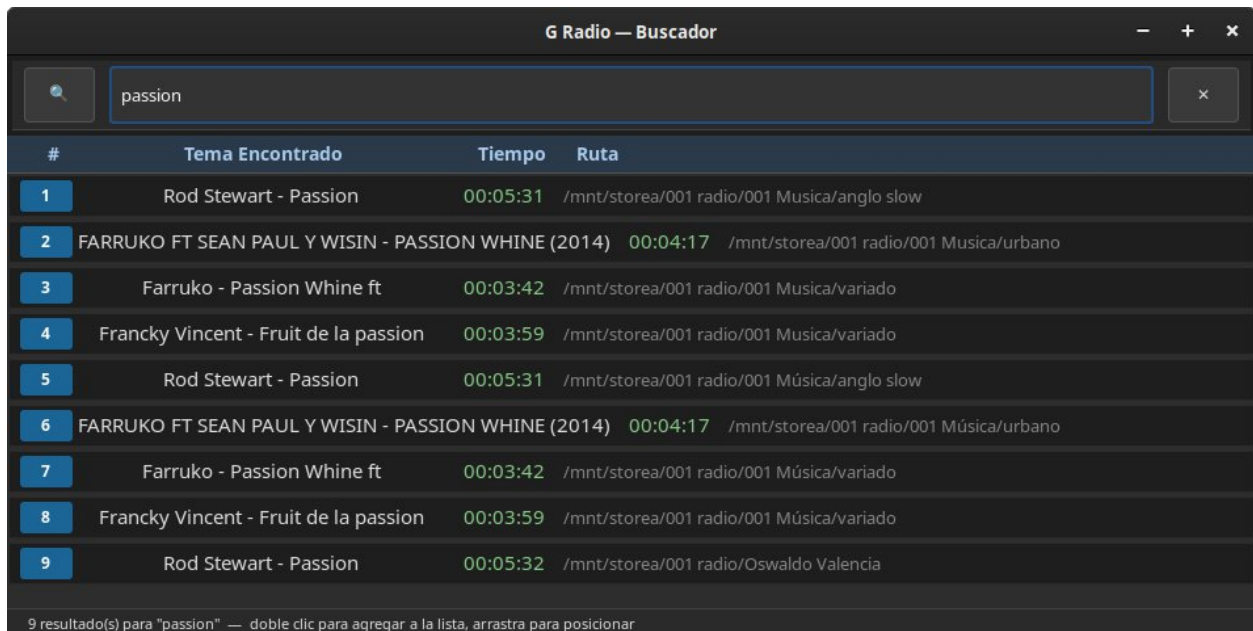 G Radio — Buscador
passion
# Tema Encontrado Tiempo Ruta
1 Rod Stewart - Passion 00:05:31 /mnt/storea/001 radio/001 Musica/anglo slow
2 FARRUKO FT SEAN PAUL Y WISIN - PASSION WHINE (2014) 00:04:17 /mnt/storea/001 radio/001 Musica/urbano
3 Farruko - Passion Whine ft 00:03:42 /mnt/storea/001 radio/001 Musica/variado
4 Francky Vincent - Fruit de la passion 00:03:59 /mnt/storea/001 radio/001 Musica/variado
5 Rod Stewart - Passion 00:05:31 /mnt/storea/001 radio/001 Música/anglo slow
6 FARRUKO FT SEAN PAUL Y WISIN - PASSION WHINE (2014) 00:04:17 /mnt/storea/001 radio/001 Música/urbano
7 Farruko - Passion Whine ft 00:03:42 /mnt/storea/001 radio/001 Música/variado
8 Francky Vincent - Fruit de la passion 00:03:59 /mnt/storea/001 radio/001 Música/variado
9 Rod Stewart - Passion 00:05:32 /mnt/storea/001 radio/Oswaldo Valencia
9 resultado(s) para "passion" — doble clic para agregar a la lista, arrastra para posicionar